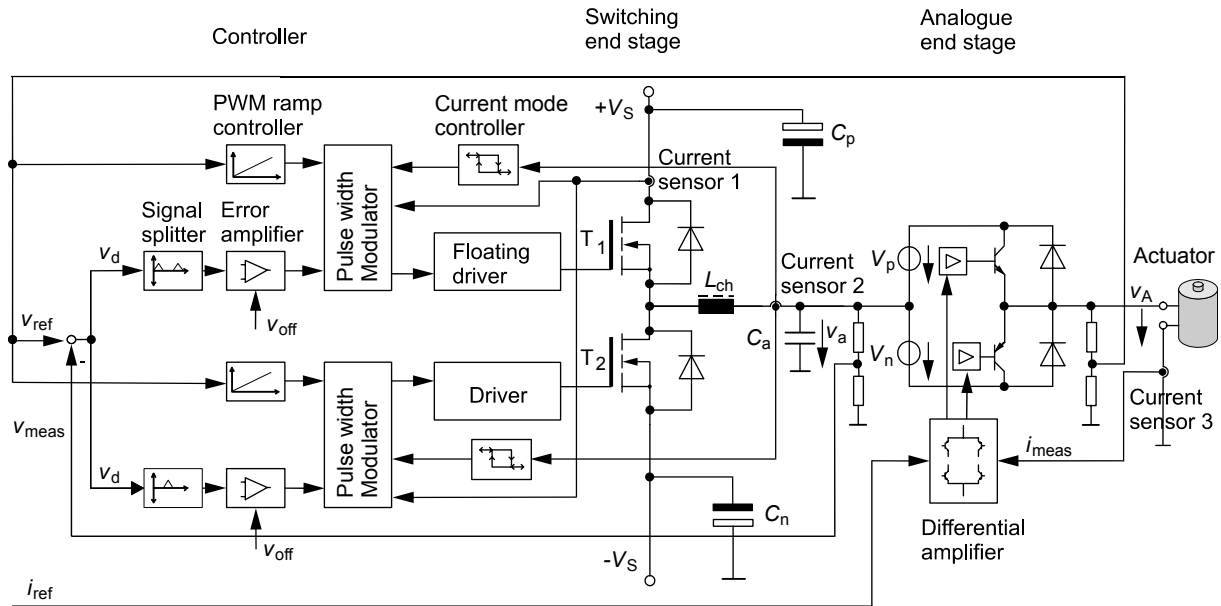 Controller
Switching
end stage
Analogue
end stage
PWM ramp
controller
Current mode
controller
+VS
Cp
Current
sensor 1
Signal
splitter
Error
amplifier
Pulse width
Modulator
Floating
driver
T1
vd
voff
Lch
Current
sensor 2
Vp
Actuator
vA
vref
-
Ca
va
Vn
T2
Driver
Current
sensor 3
vmeas
Pulse width
Modulator
imeas
vd
voff
Cn
Differential
amplifier
-VS
iref